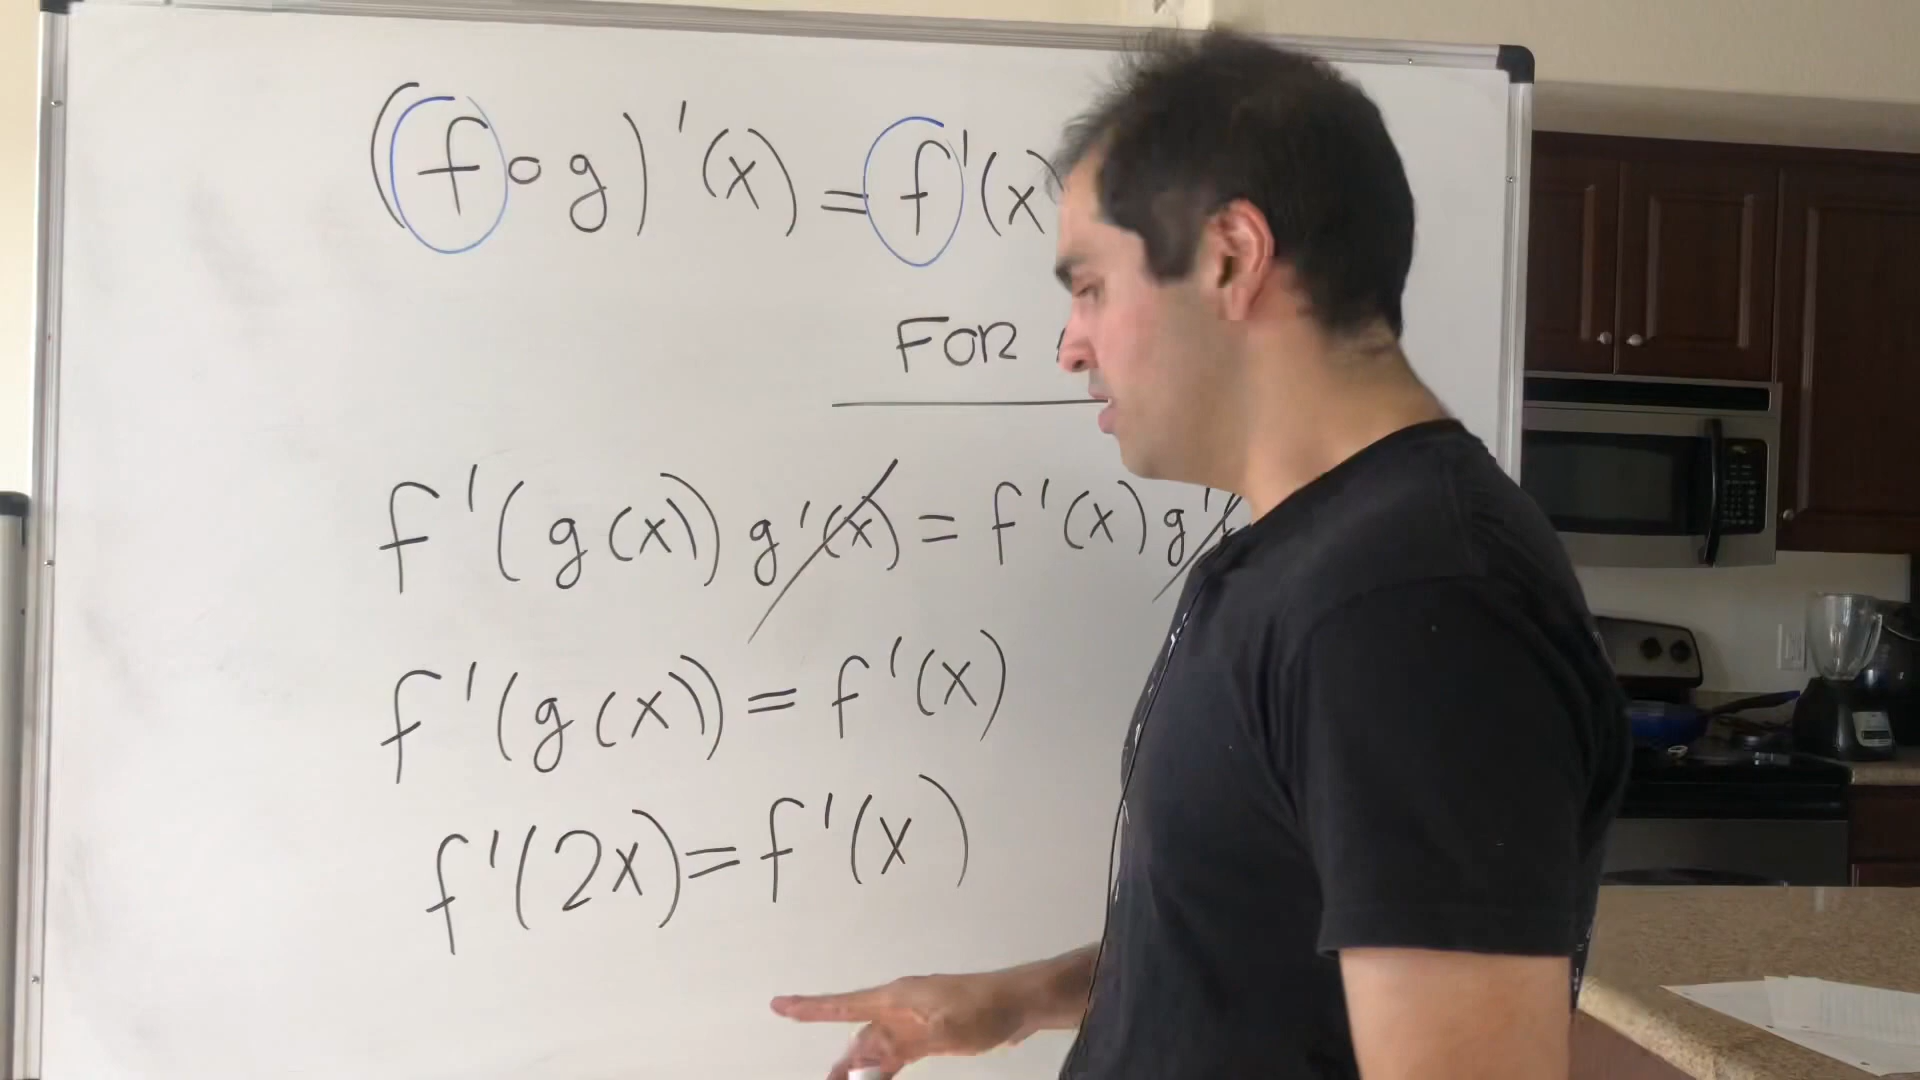 (f∘g)'(x) = f'(x)
FOR
f'(g(x)) g'(x) = f'(x) g'(
f'(g(x)) = f'(x)
f'(2x) = f'(x)